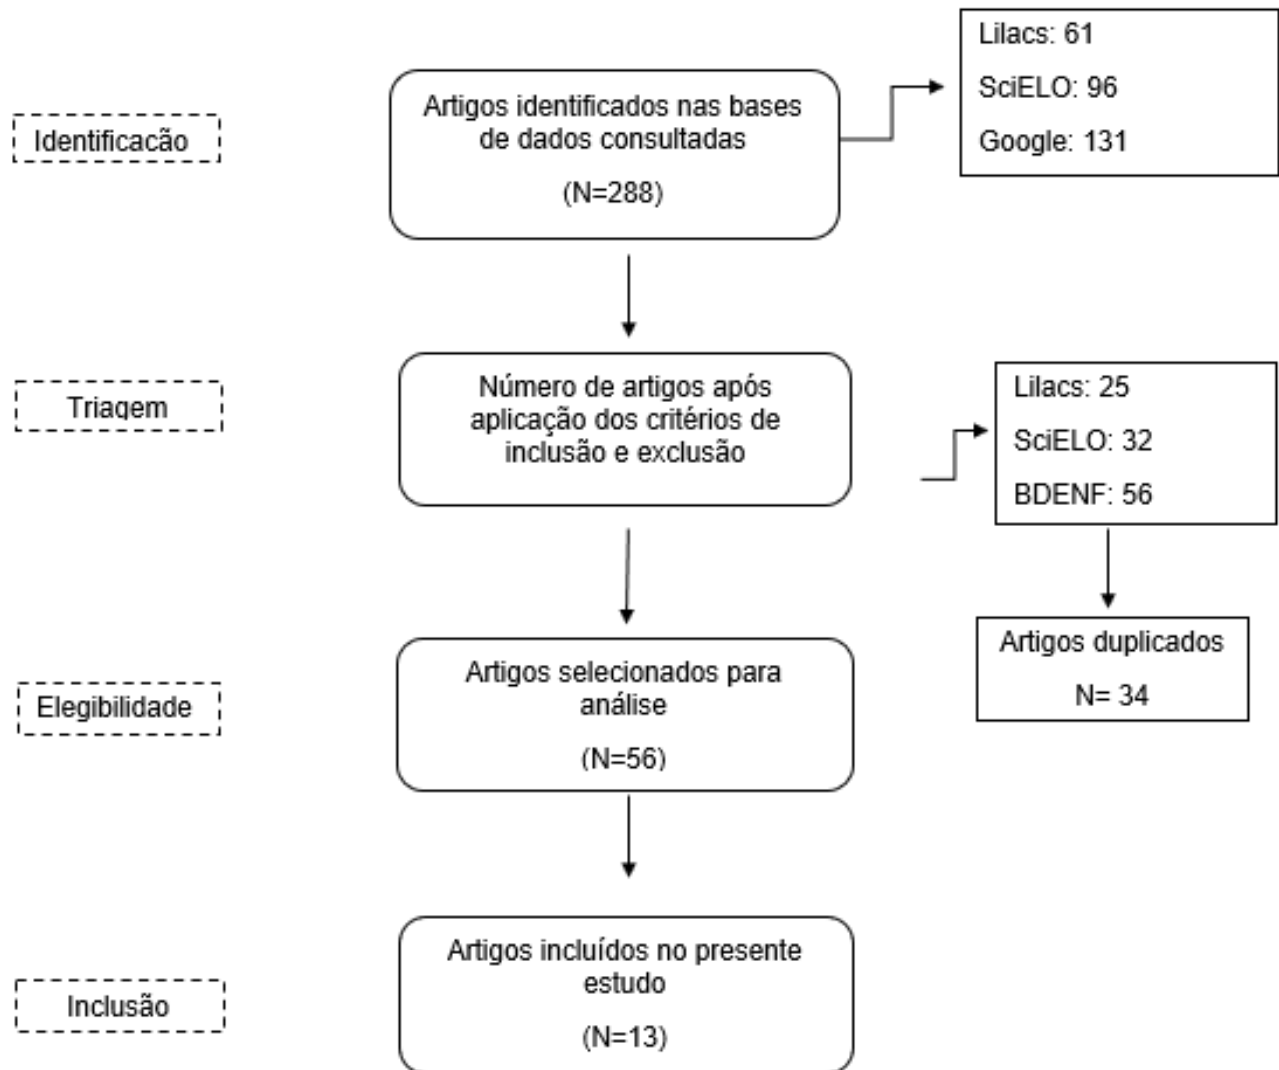 Identificação
Artigos identificados nas bases
de dados consultadas
(N=288)
Lilacs: 61
SciELO: 96
Google: 131
Triagem
Número de artigos após
aplicação dos critérios de
inclusão e exclusão
Lilacs: 25
SciELO: 32
BDENF: 56
Artigos duplicados
N= 34
Elegibilidade
Artigos selecionados para
análise
(N=56)
Inclusão
Artigos incluídos no presente
estudo
(N=13)